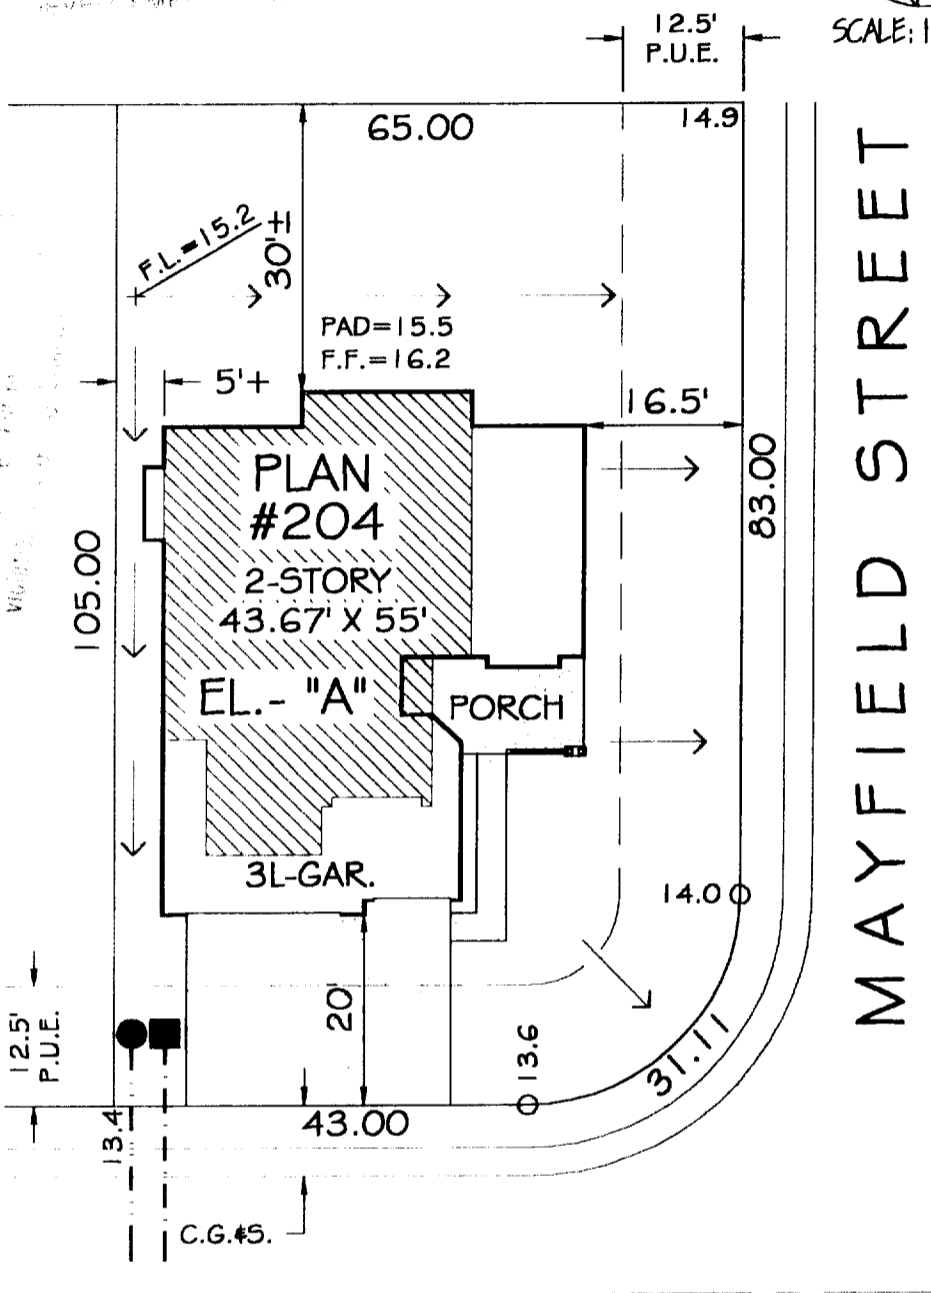 12.5'
P.U.E.
SCALE: 1
65.00
14.9
F.L.=15.2
30'±
PAD=15.5
F.F.=16.2
5'+
16.5'
MAYFIELD STREET
83.00
PLAN
#204
2-STORY
43.67' X 55'
105.00
EL.- "A"
PORCH
3L-GAR.
14.0
12.5'
P.U.E.
20'
13.6
31.11
13.4
43.00
C.G.&S.